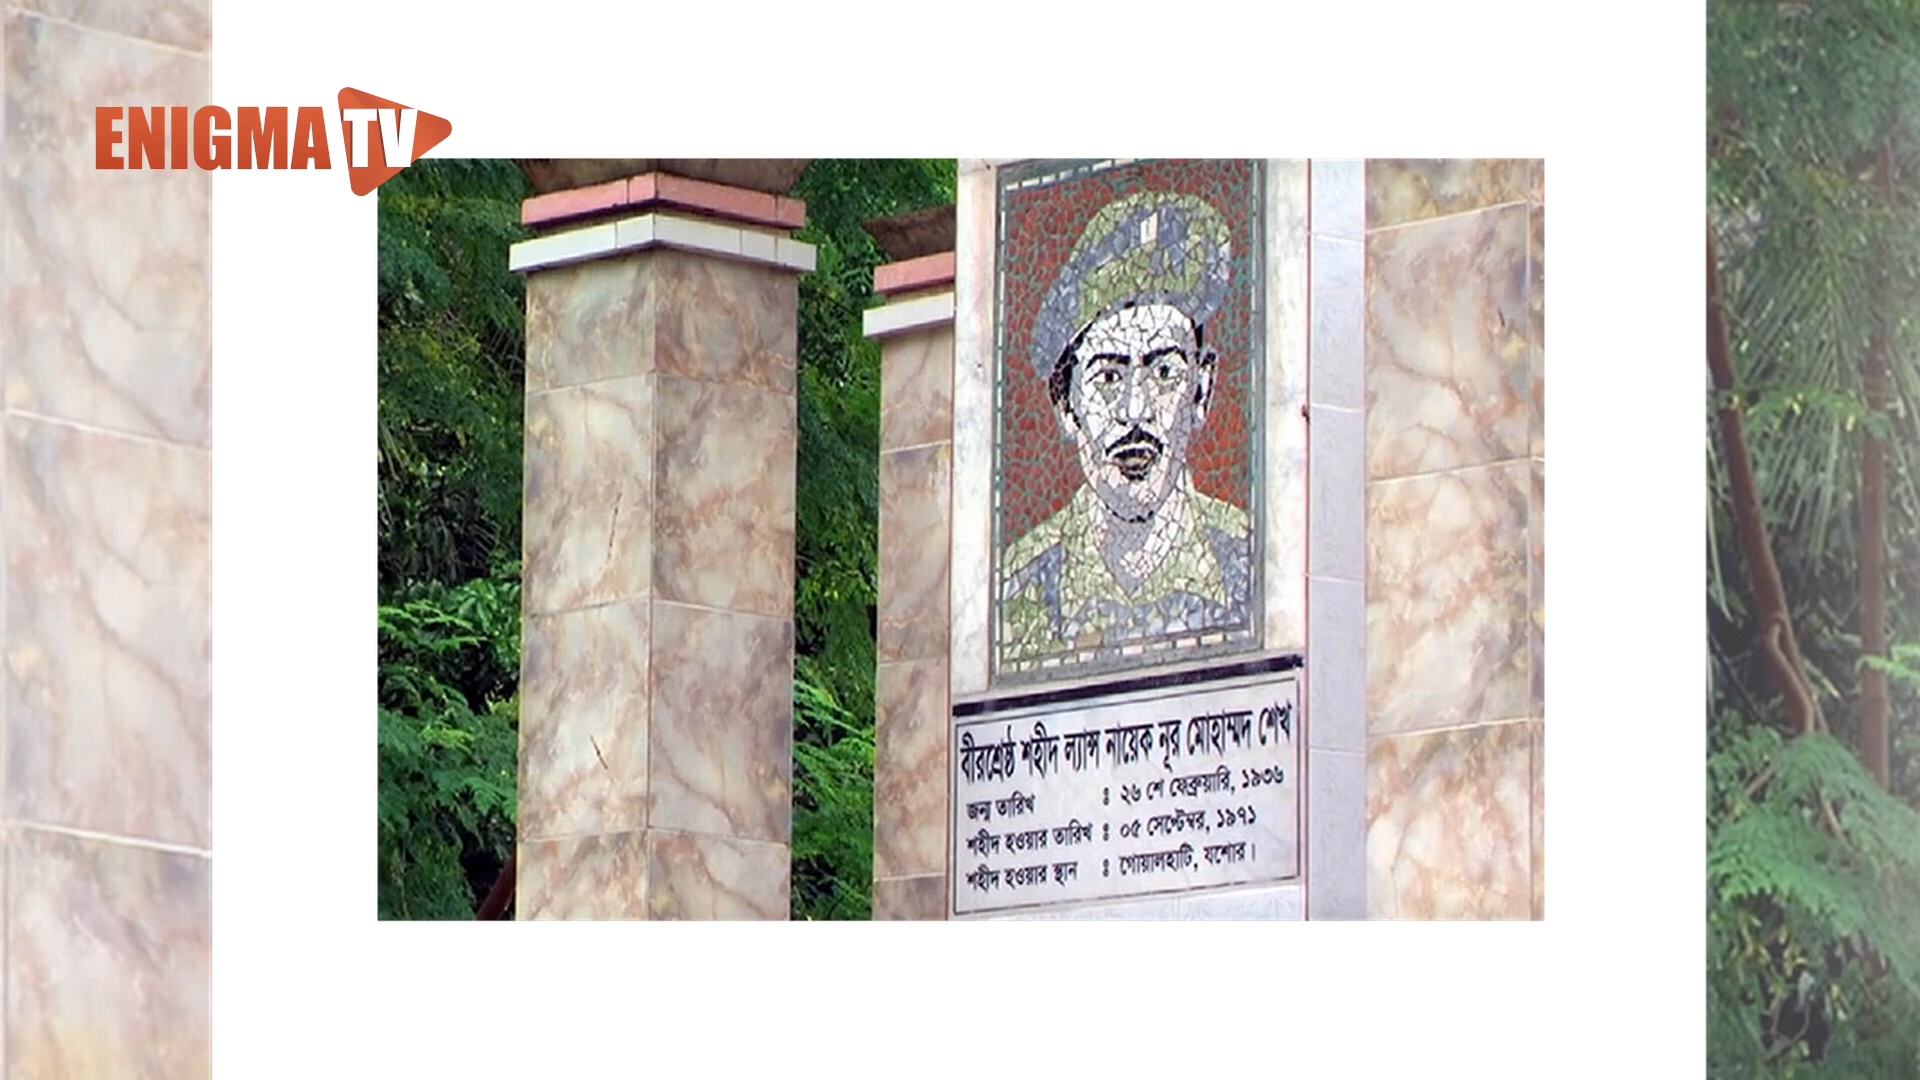 ENIGMA TV
বীরশ্রেষ্ঠ শহীদ ল্যান্স নায়েক নূর মোহাম্মদ শেখ
জন্ম তারিখ : ২৬ শে ফেব্রুয়ারি, ১৯৩৬
শহীদ হওয়ার তারিখ : ০৫ সেপ্টেম্বর, ১৯৭১
শহীদ হওয়ার স্থান : গোয়ালহাটি, যশোর।